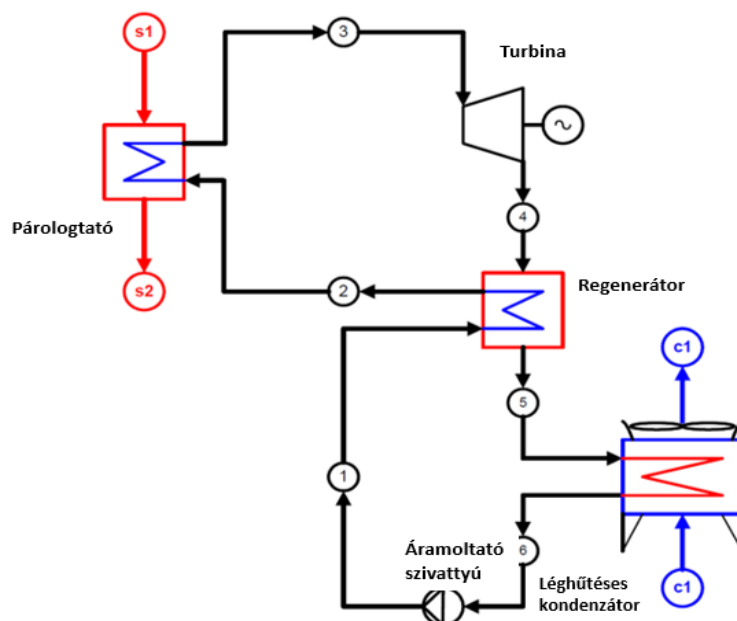 s1
3
Turbina
~
Párologtató
4
s2
2
Regenerátor
c1
5
1
Áramoltató
szivattyú
6
Léghűtéses
kondenzátor
c1